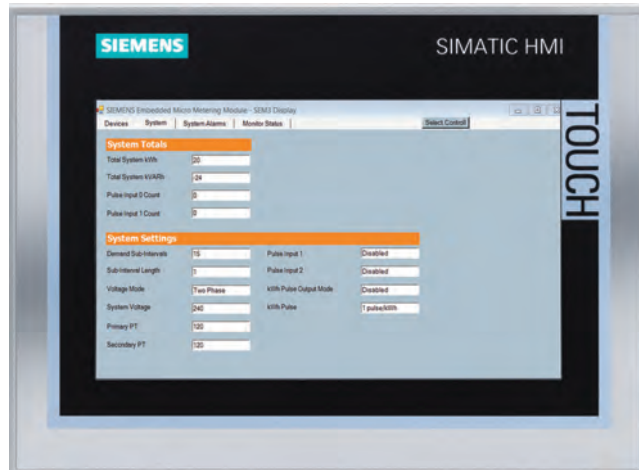 SIEMENS
SIMATIC HMI
TOUCH
SIEMENS Embedded Micro Metering Module - SEM3 Display
Devices System System Alarms Monitor Status Select Control
System Totals
Total System kWh 20
Total System kVARh -24
Pulse Input 0 Count 0
Pulse Input 1 Count 0
System Settings
Demand Sub-Intervals 15 Pulse Input 1 Disabled
Sub-Interval Length 1 Pulse Input 2 Disabled
Voltage Mode Two Phase kWh Pulse Output Mode Disabled
System Voltage 240 kWh Pulse 1 pulse/kWh
Primary PT 120
Secondary PT 120